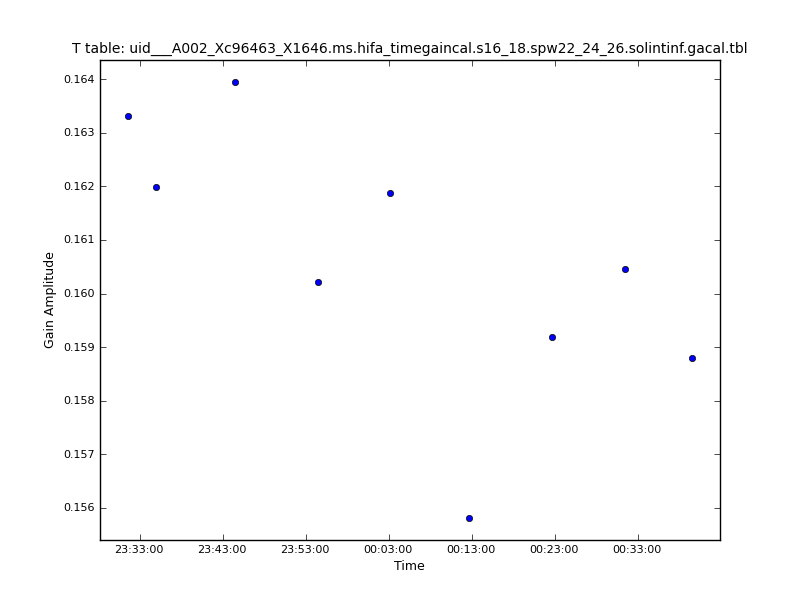 T table: uid___A002_Xc96463_X1646.ms.hifa_timegaincal.s16_18.spw22_24_26.solintinf.gacal.tbl
0.164
0.163
0.162
0.161
0.160
0.159
0.158
0.157
0.156
Gain Amplitude
23:33:00 23:43:00 23:53:00 00:03:00 00:13:00 00:23:00 00:33:00
Time